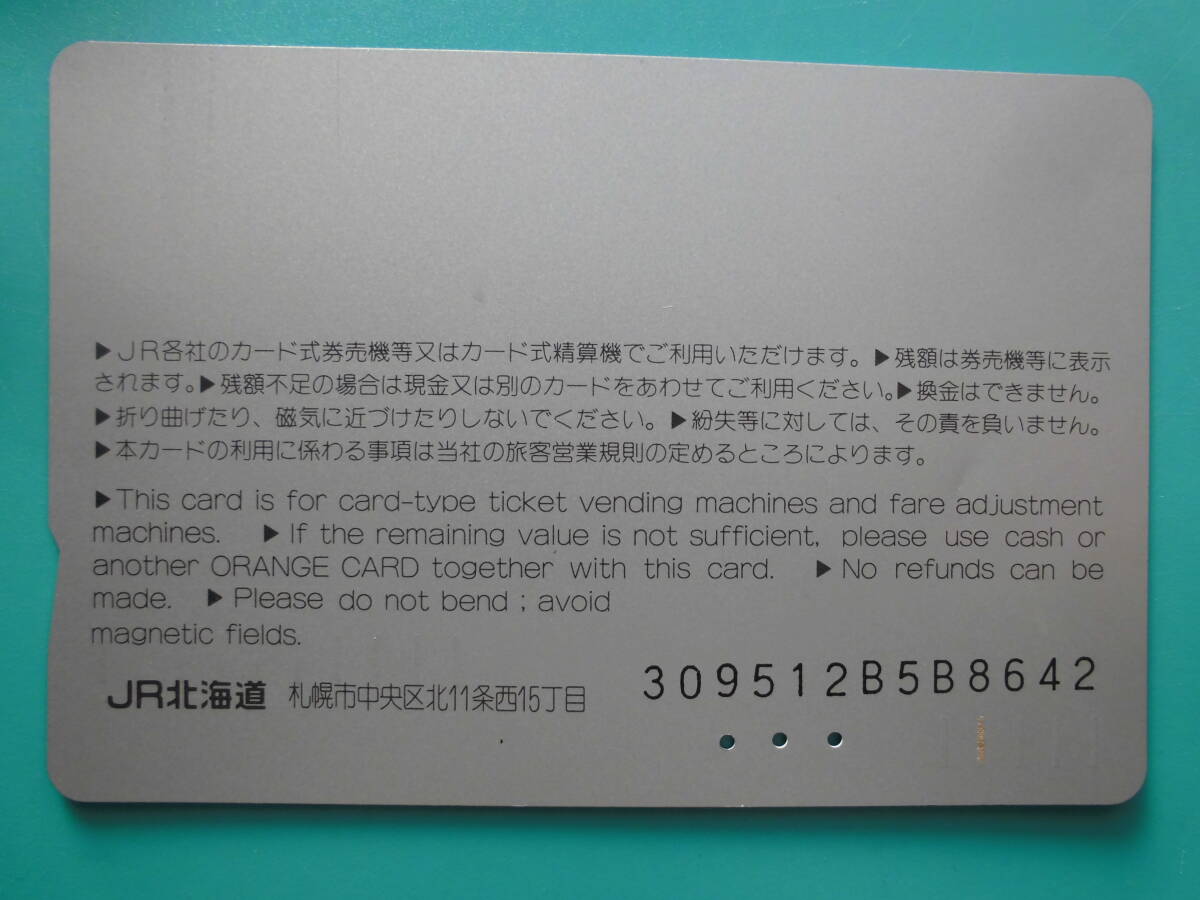 ▶JR各社のカード式券売機等又はカード式精算機でご利用いただけます。▶残額は券売機等に表示
されます。▶残額不足の場合は現金又は別のカードをあわせてご利用ください。▶換金はできません。
▶折り曲げたり、磁気に近づけたりしないでください。▶紛失等に対しては、その責を負いません。
▶本カードの利用に係わる事項は当社の旅客営業規則の定めるところによります。
▶This card is for card-type ticket vending machines and fare adjustment
machines. ▶If the remaining value is not sufficient, please use cash or
another ORANGE CARD together with this card. ▶No refunds can be
made. ▶Please do not bend ; avoid
magnetic fields.
JR北海道 札幌市中央区北11条西15丁目
309512B5B8642